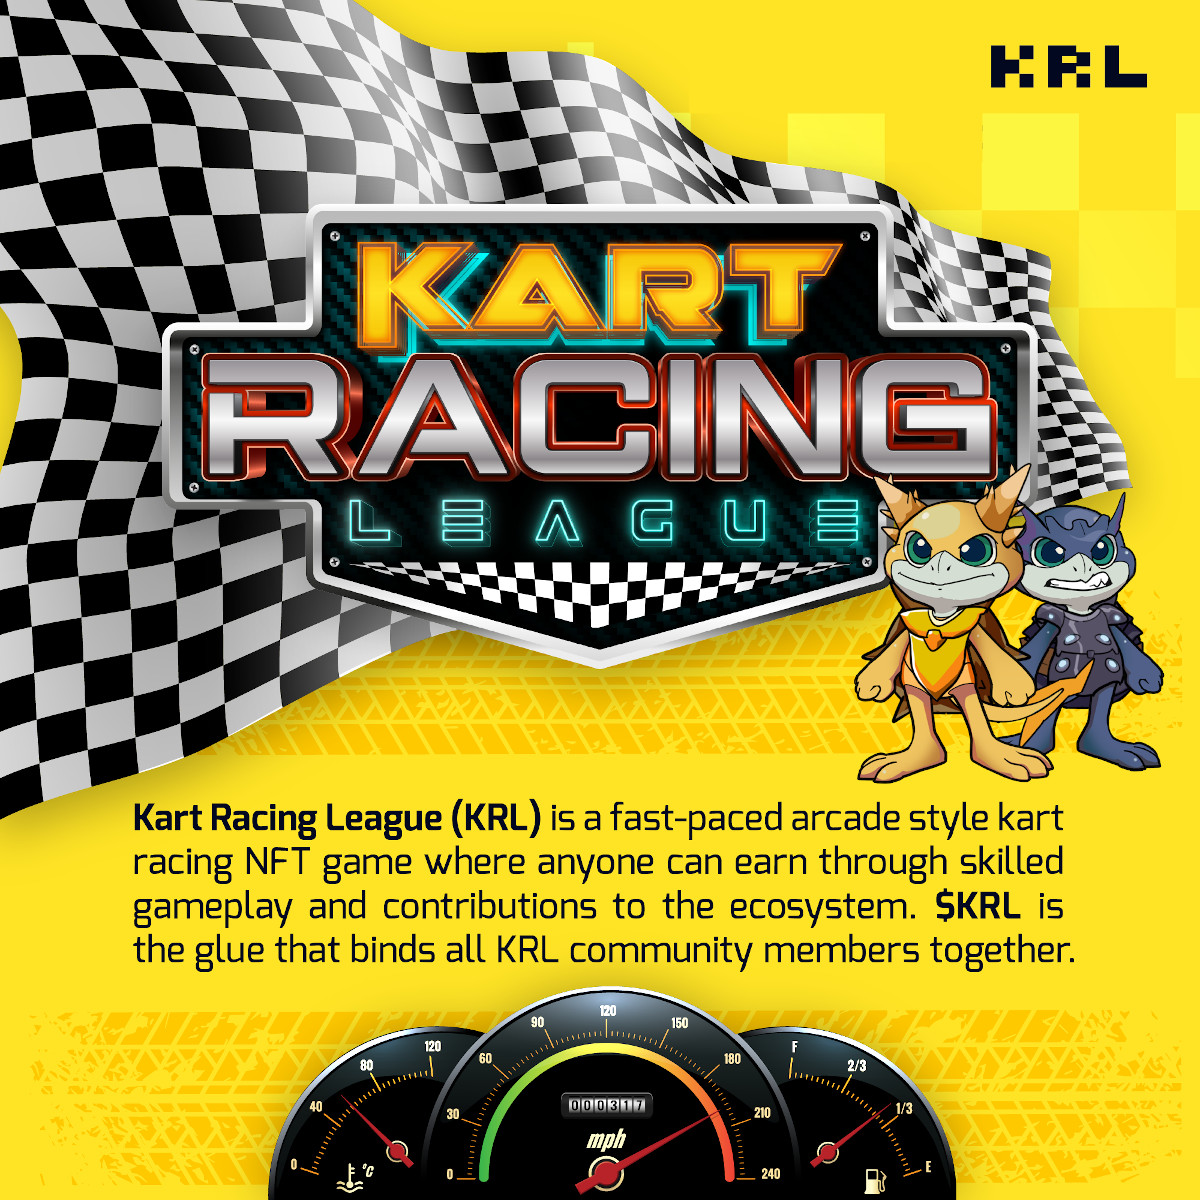 KRL
KART
RACING
LEAGUE
Kart Racing League (KRL) is a fast-paced arcade style kart
racing NFT game where anyone can earn through skilled
gameplay and contributions to the ecosystem. $KRL is
the glue that binds all KRL community members together.
0 40 80 120
°C
0 30 60 90 120 150 180 210 240
000317
mph
F 2/3 1/3 E